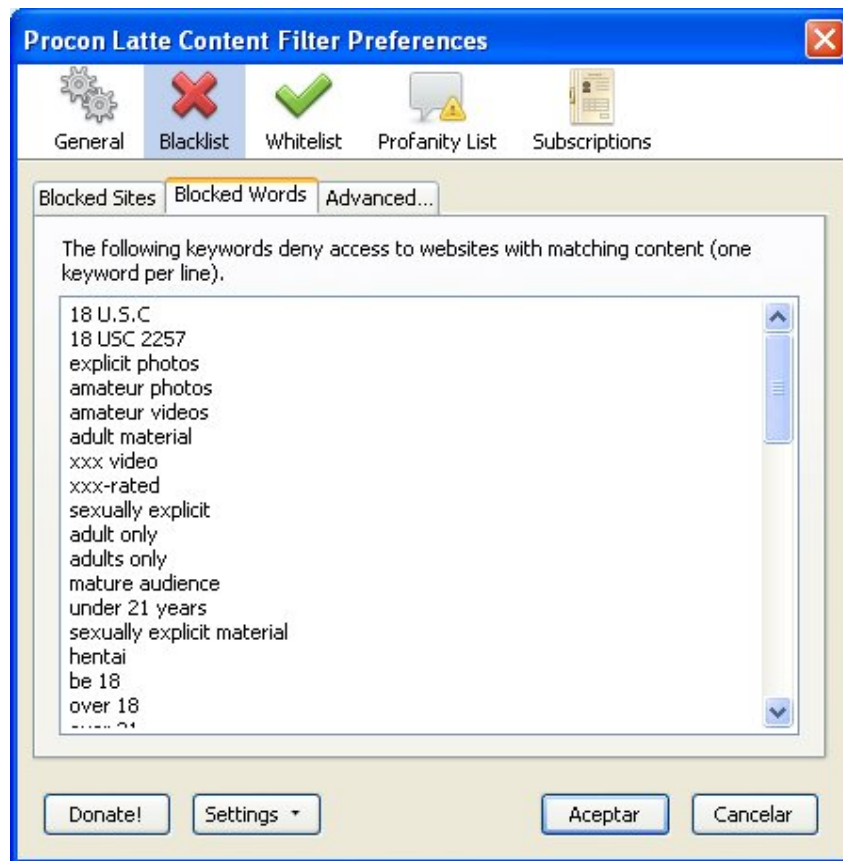 Procon Latte Content Filter Preferences
General Blacklist Whitelist Profanity List Subscriptions
Blocked Sites Blocked Words Advanced...
The following keywords deny access to websites with matching content (one
keyword per line).
18 U.S.C
18 USC 2257
explicit photos
amateur photos
amateur videos
adult material
xxx video
xxx-rated
sexually explicit
adult only
adults only
mature audience
under 21 years
sexually explicit material
hentai
be 18
over 18
over 21
Donate! Settings Aceptar Cancelar